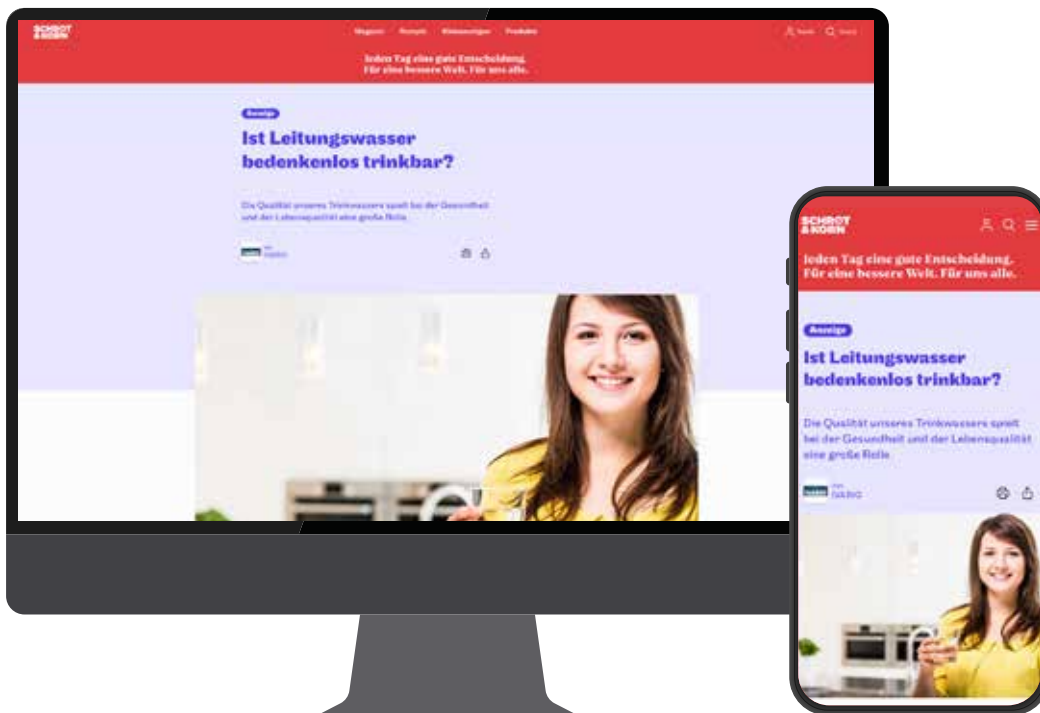 SCHROT
& KORN
Magazin Rezepte Kleinanzeigen Produkte
Suche
Jeden Tag eine gute Entscheidung.
Für eine bessere Welt. Für uns alle.
Anzeige
Ist Leitungswasser
bedenkenlos trinkbar?
Die Qualität unseres Trinkwassers spielt bei der Gesundheit
und der Lebensqualität eine große Rolle.
SCHROT
& KORN
Jeden Tag eine gute Entscheidung.
Für eine bessere Welt. Für uns alle.
Anzeige
Ist Leitungswasser
bedenkenlos trinkbar?
Die Qualität unseres Trinkwassers spielt
bei der Gesundheit und der Lebensqualität
eine große Rolle.